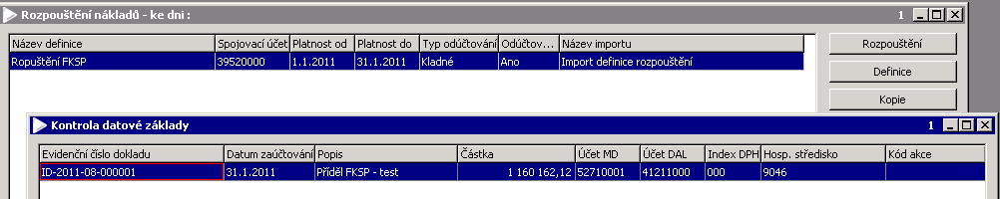 Rozpouštění nákladů - ke dni : 1
Název definice Spojovací účet Platnost od Platnost do Typ odúčtování Odúčtov... Název importu
Ropuštění FKSP 39520000 1.1.2011 31.1.2011 Kladné Ano Import definice rozpouštění
Rozpouštění
Definice
Kopie
Kontrola datové základy 1
Evidenční číslo dokladu Datum zaúčtování Popis Částka Účet MD Účet DAL Index DPH Hosp. středisko Kód akce
ID-2011-08-000001 31.1.2011 Příděl FKSP - test 1 160 162,12 52710001 41211000 000 9046